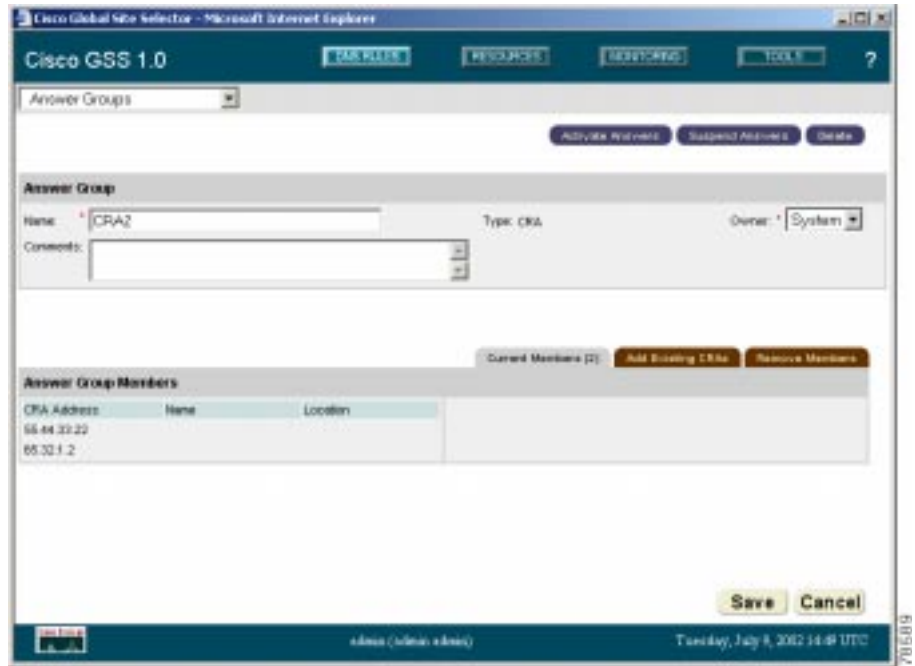 Cisco Global Site Selector - Microsoft Internet Explorer
Cisco GSS 1.0
DNS RULES
RESOURCES
MONITORING
TOOLS
?
Answer Groups
Activate Answers
Suspend Answers
Delete
Answer Group
Name: * CRA2
Type: CRA
Owner: * System
Comments:
Current Members (2)
Add Existing CRAs
Remove Members
Answer Group Members
CRA Address Name Location
55.44.33.22
65.32.1.2
Save Cancel
admin (admin admin)
Tuesday, July 9, 2002 14:49 UTC
78589